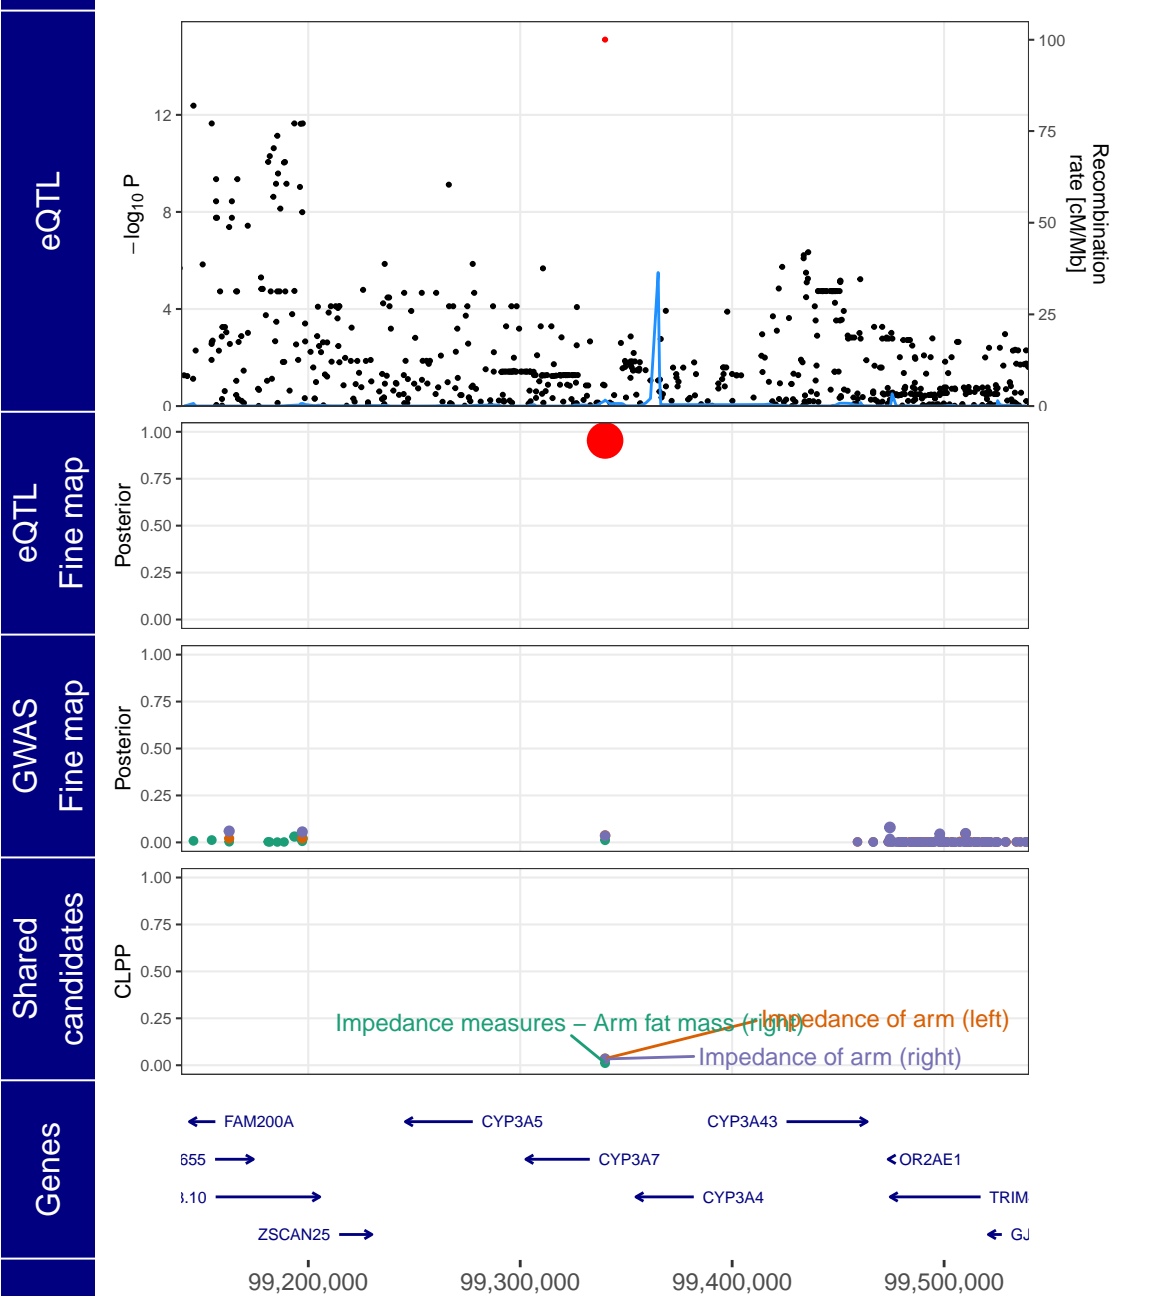 eQTL
−log10 P
12
8
4
0
100
75
50
25
0
Recombination
rate [cM/Mb]
eQTL
Fine map
Posterior
1.00
0.75
0.50
0.25
0.00
GWAS
Fine map
Posterior
1.00
0.75
0.50
0.25
0.00
Shared
candidates
CLPP
1.00
0.75
0.50
0.25
0.00
Impedance measures − Arm fat mass (right)
Impedance of arm (left)
Impedance of arm (right)
Genes
FAM200A
CYP3A5
CYP3A43
655
CYP3A7
OR2AE1
3.10
CYP3A4
TRIM
ZSCAN25
GJ
99,200,000
99,300,000
99,400,000
99,500,000